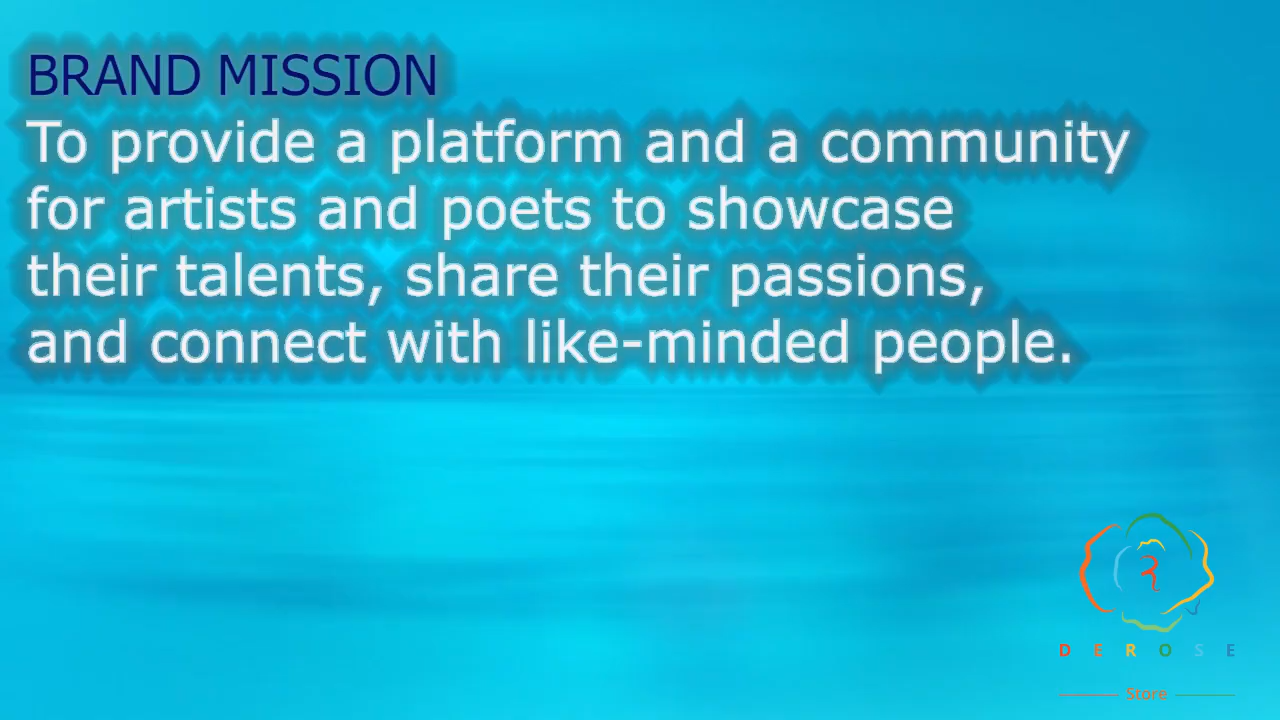 BRAND MISSION
To provide a platform and a community
for artists and poets to showcase
their talents, share their passions,
and connect with like-minded people.
DEROSE
Store